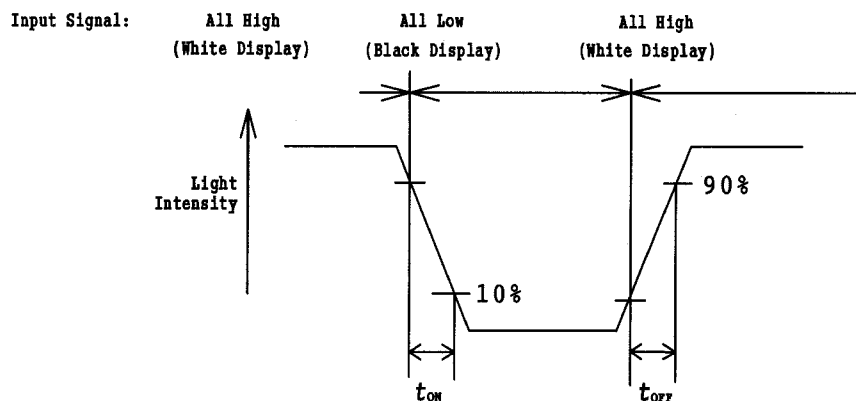 Input Signal: All High All Low All High
(White Display) (Black Display) (White Display)
Light
Intensity
90%
10%
tON tOFF